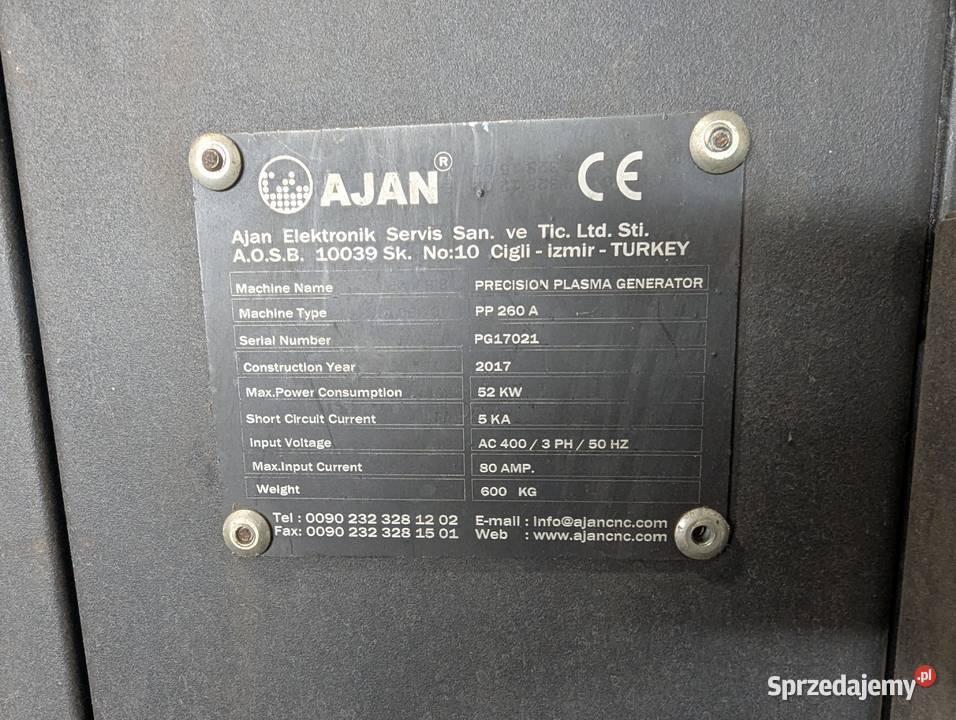 AJAN®
CE
Ajan Elektronik Servis San. ve Tic. Ltd. Sti.
A.O.S.B. 10039 Sk. No:10 Cigli - izmir - TURKEY
Machine Name PRECISION PLASMA GENERATOR
Machine Type PP 260 A
Serial Number PG17021
Construction Year 2017
Max.Power Consumption 52 KW
Short Circuit Current 5 KA
Input Voltage AC 400 / 3 PH / 50 HZ
Max.Input Current 80 AMP.
Weight 600 KG
Tel : 0090 232 328 12 02 E-mail : info@ajancnc.com
Fax: 0090 232 328 15 01 Web : www.ajancnc.com
Sprzedajemy.pl